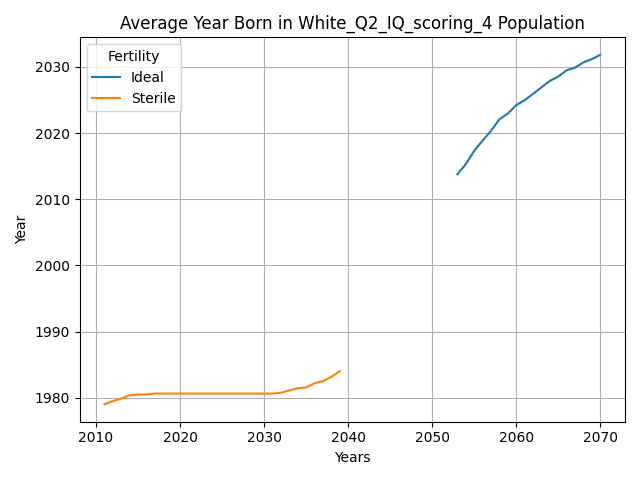 Average Year Born in White_Q2_IQ_scoring_4 Population
Fertility
Ideal
Sterile
Year
2030
2020
2010
2000
1990
1980
2010 2020 2030 2040 2050 2060 2070
Years